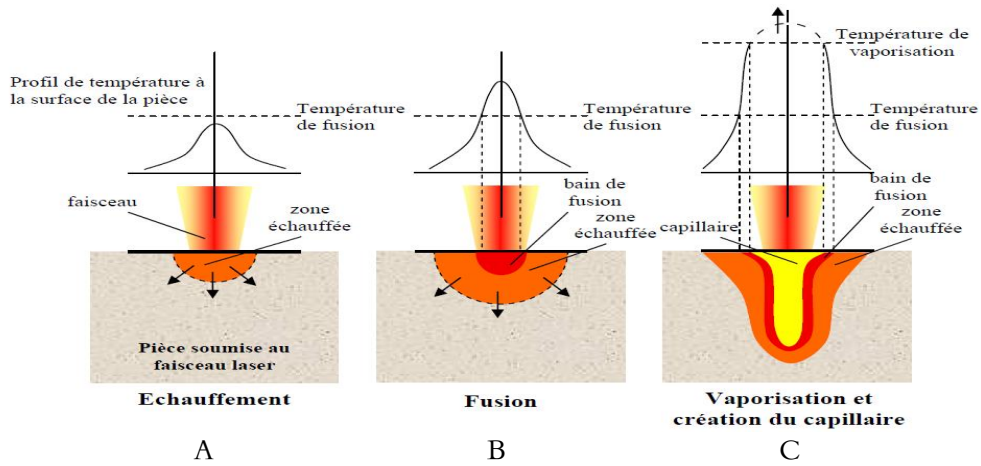 Profil de température à
la surface de la pièce
Température
de fusion
faisceau
zone
échauffée
Pièce soumise au
faisceau laser
Echauffement
A
Température
de fusion
bain de
fusion
zone
échauffée
Fusion
B
Température de
vaporisation
Température
de fusion
bain de
fusion
zone
échauffée
capillaire
Vaporisation et
création du capillaire
C